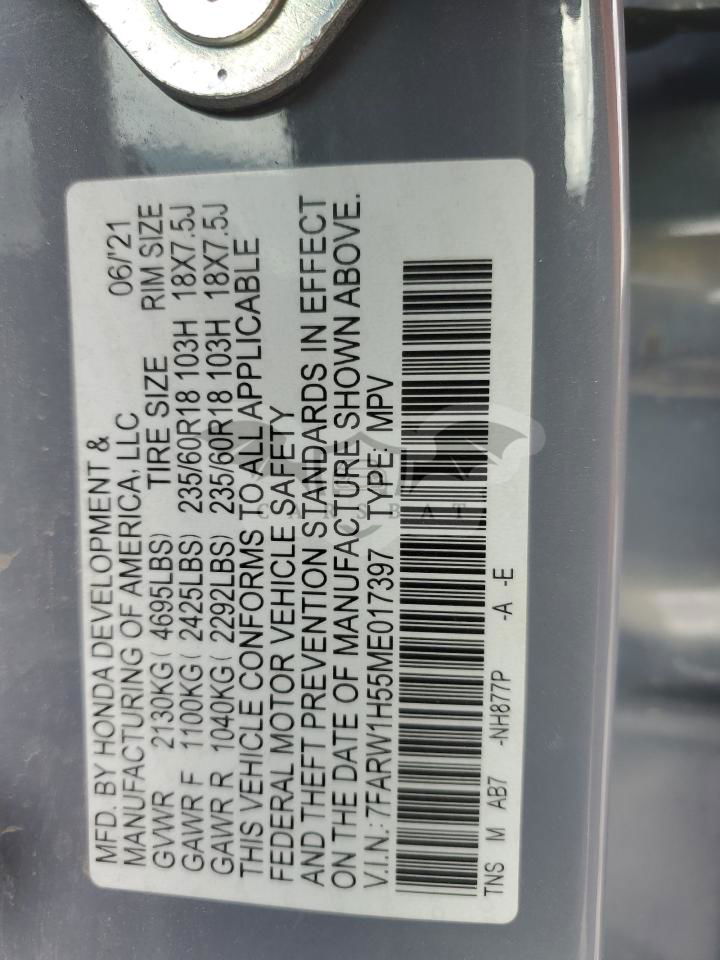 MFD. BY HONDA DEVELOPMENT &
MANUFACTURING OF AMERICA, LLC 06/'21
GVWR 2130KG( 4695LBS) TIRE SIZE RIM SIZE
GAWR F 1100KG( 2425LBS) 235/60R18 103H 18X7.5J
GAWR R 1040KG( 2292LBS) 235/60R18 103H 18X7.5J
THIS VEHICLE CONFORMS TO ALL APPLICABLE
FEDERAL MOTOR VEHICLE SAFETY
AND THEFT PREVENTION STANDARDS IN EFFECT
ON THE DATE OF MANUFACTURE SHOWN ABOVE.
V.I.N.:7FARW1H55ME017397 TYPE: MPV
TNS M AB7 -NH877P -A -E
CARSBAT